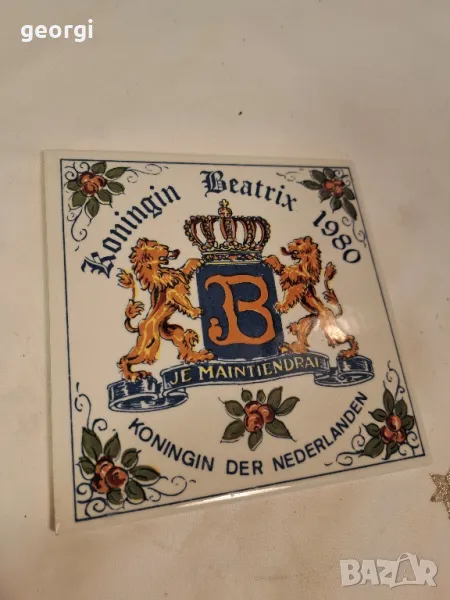 georgi
Koningin Beatrix 1980
B
JE MAINTIENDRAI
KONINGIN DER NEDERLANDEN
BAZAR